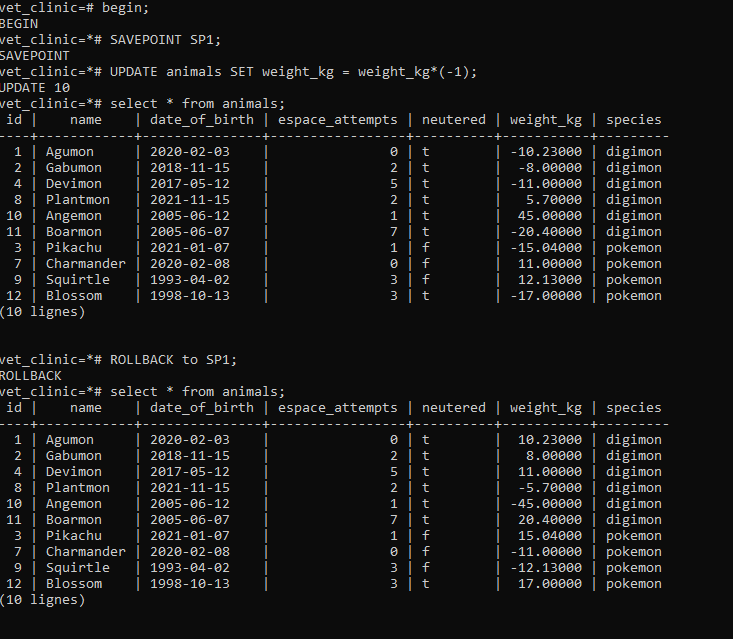 vet_clinic=# begin;
BEGIN
vet_clinic=*# SAVEPOINT SP1;
SAVEPOINT
vet_clinic=*# UPDATE animals SET weight_kg = weight_kg*(-1);
UPDATE 10
vet_clinic=*# select * from animals;
 id |    name    | date_of_birth | espace_attempts | neutered | weight_kg | species
----+------------+---------------+-----------------+----------+-----------+---------
  1 | Agumon     | 2020-02-03    |               0 | t        | -10.23000 | digimon
  2 | Gabumon    | 2018-11-15    |               2 | t        |  -8.00000 | digimon
  4 | Devimon    | 2017-05-12    |               5 | t        | -11.00000 | digimon
  8 | Plantmon   | 2021-11-15    |               2 | t        |   5.70000 | digimon
 10 | Angemon    | 2005-06-12    |               1 | t        |  45.00000 | digimon
 11 | Boarmon    | 2005-06-07    |               7 | t        | -20.40000 | digimon
  3 | Pikachu    | 2021-01-07    |               1 | f        | -15.04000 | pokemon
  7 | Charmander | 2020-02-08    |               0 | f        |  11.00000 | pokemon
  9 | Squirtle   | 1993-04-02    |               3 | f        |  12.13000 | pokemon
 12 | Blossom    | 1998-10-13    |               3 | t        | -17.00000 | pokemon
(10 lignes)
vet_clinic=*# ROLLBACK to SP1;
ROLLBACK
vet_clinic=*# select * from animals;
 id |    name    | date_of_birth | espace_attempts | neutered | weight_kg | species
----+------------+---------------+-----------------+----------+-----------+---------
  1 | Agumon     | 2020-02-03    |               0 | t        |  10.23000 | digimon
  2 | Gabumon    | 2018-11-15    |               2 | t        |   8.00000 | digimon
  4 | Devimon    | 2017-05-12    |               5 | t        |  11.00000 | digimon
  8 | Plantmon   | 2021-11-15    |               2 | t        |  -5.70000 | digimon
 10 | Angemon    | 2005-06-12    |               1 | t        | -45.00000 | digimon
 11 | Boarmon    | 2005-06-07    |               7 | t        |  20.40000 | digimon
  3 | Pikachu    | 2021-01-07    |               1 | f        |  15.04000 | pokemon
  7 | Charmander | 2020-02-08    |               0 | f        | -11.00000 | pokemon
  9 | Squirtle   | 1993-04-02    |               3 | f        | -12.13000 | pokemon
 12 | Blossom    | 1998-10-13    |               3 | t        |  17.00000 | pokemon
(10 lignes)